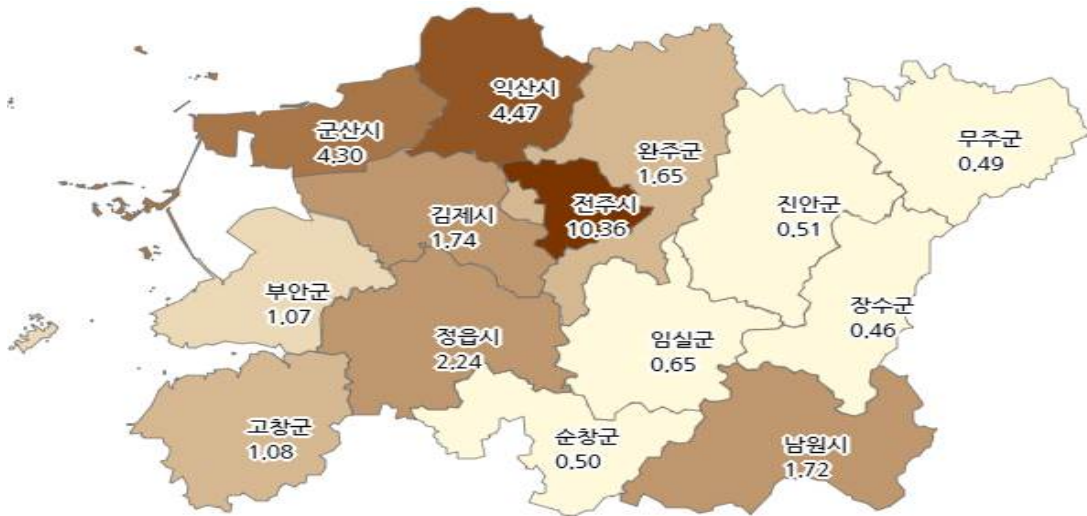 익산시
4.47
군산시
4.30
완주군
1.65
무주군
0.49
전주시
10.36
진안군
0.51
김제시
1.74
부안군
1.07
정읍시
2.24
임실군
0.65
장수군
0.46
고창군
1.08
순창군
0.50
남원시
1.72